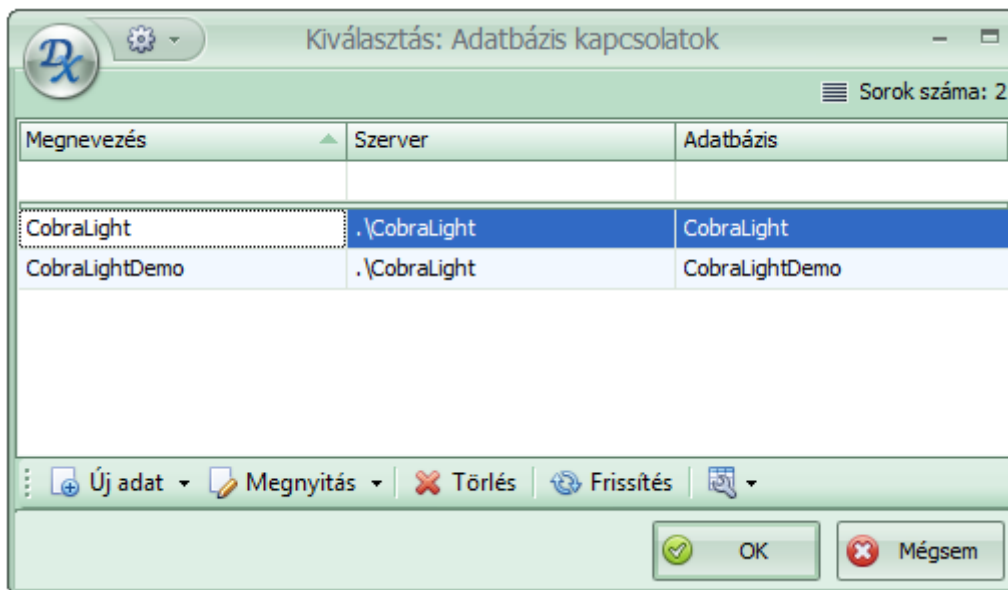 DX
Kiválasztás: Adatbázis kapcsolatok
Sorok száma: 2
Megnevezés Szerver Adatbázis
CobraLight .\CobraLight CobraLight
CobraLightDemo .\CobraLight CobraLightDemo
Új adat Megnyitás Törlés Frissítés
OK Mégsem